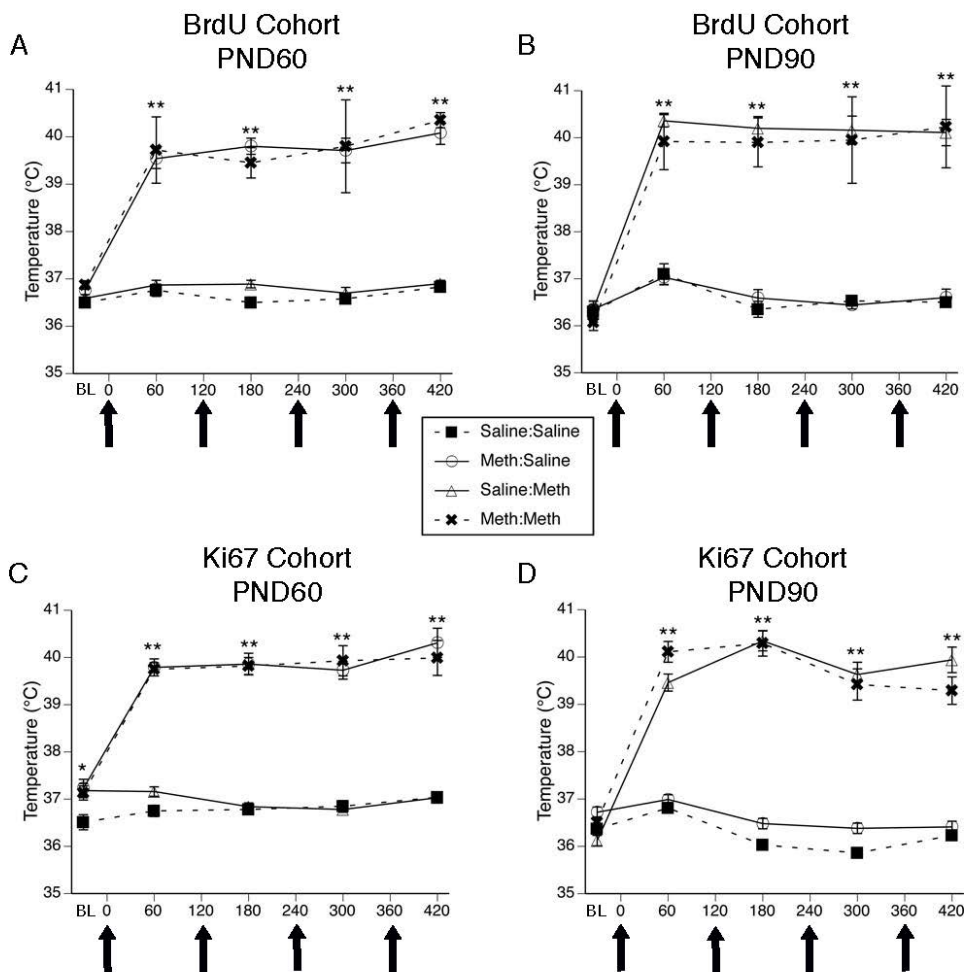 A
BrdU Cohort
PND60
Temperature (°C)
41
40
39
38
37
36
35
**
**
**
**
BL 0 60 120 180 240 300 360 420
B
BrdU Cohort
PND90
Temperature (°C)
41
40
39
38
37
36
35
**
**
**
**
BL 0 60 120 180 240 300 360 420
Saline:Saline
Meth:Saline
Saline:Meth
Meth:Meth
C
Ki67 Cohort
PND60
Temperature (°C)
41
40
39
38
37
36
35
*
**
**
**
**
BL 0 60 120 180 240 300 360 420
D
Ki67 Cohort
PND90
Temperature (°C)
41
40
39
38
37
36
35
**
**
**
**
BL 0 60 120 180 240 300 360 420